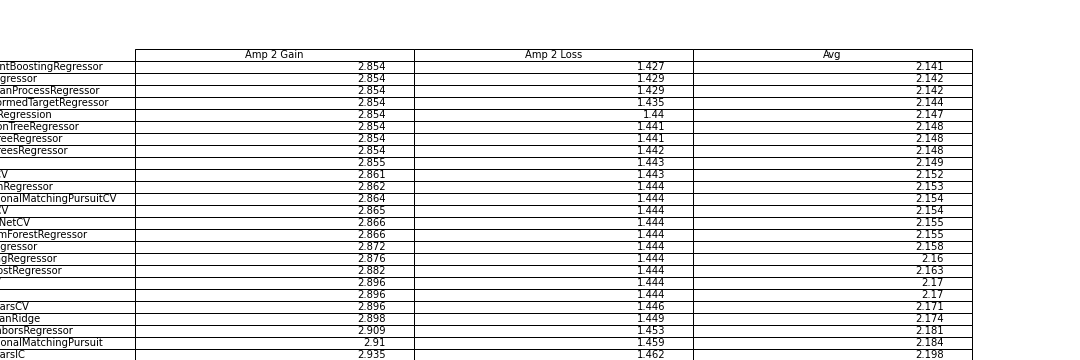 Amp 2 Gain Amp 2 Loss Avg
ntBoostingRegressor 2.854 1.427 2.141
gressor 2.854 1.429 2.142
anProcessRegressor 2.854 1.429 2.142
ormedTargetRegressor 2.854 1.435 2.144
Regression 2.854 1.44 2.147
onTreeRegressor 2.854 1.441 2.148
reeRegressor 2.854 1.441 2.148
reesRegressor 2.854 1.442 2.148
2.855 1.443 2.149
CV 2.861 1.443 2.152
nRegressor 2.862 1.444 2.153
onalMatchingPursuitCV 2.864 1.444 2.154
CV 2.865 1.444 2.154
NetCV 2.866 1.444 2.155
mForestRegressor 2.866 1.444 2.155
gressor 2.872 1.444 2.158
ngRegressor 2.876 1.444 2.16
ostRegressor 2.882 1.444 2.163
2.896 1.444 2.17
2.896 1.444 2.17
arsCV 2.896 1.446 2.171
anRidge 2.898 1.449 2.174
hborsRegressor 2.909 1.453 2.181
onalMatchingPursuit 2.91 1.459 2.184
arsIC 2.935 1.462 2.198